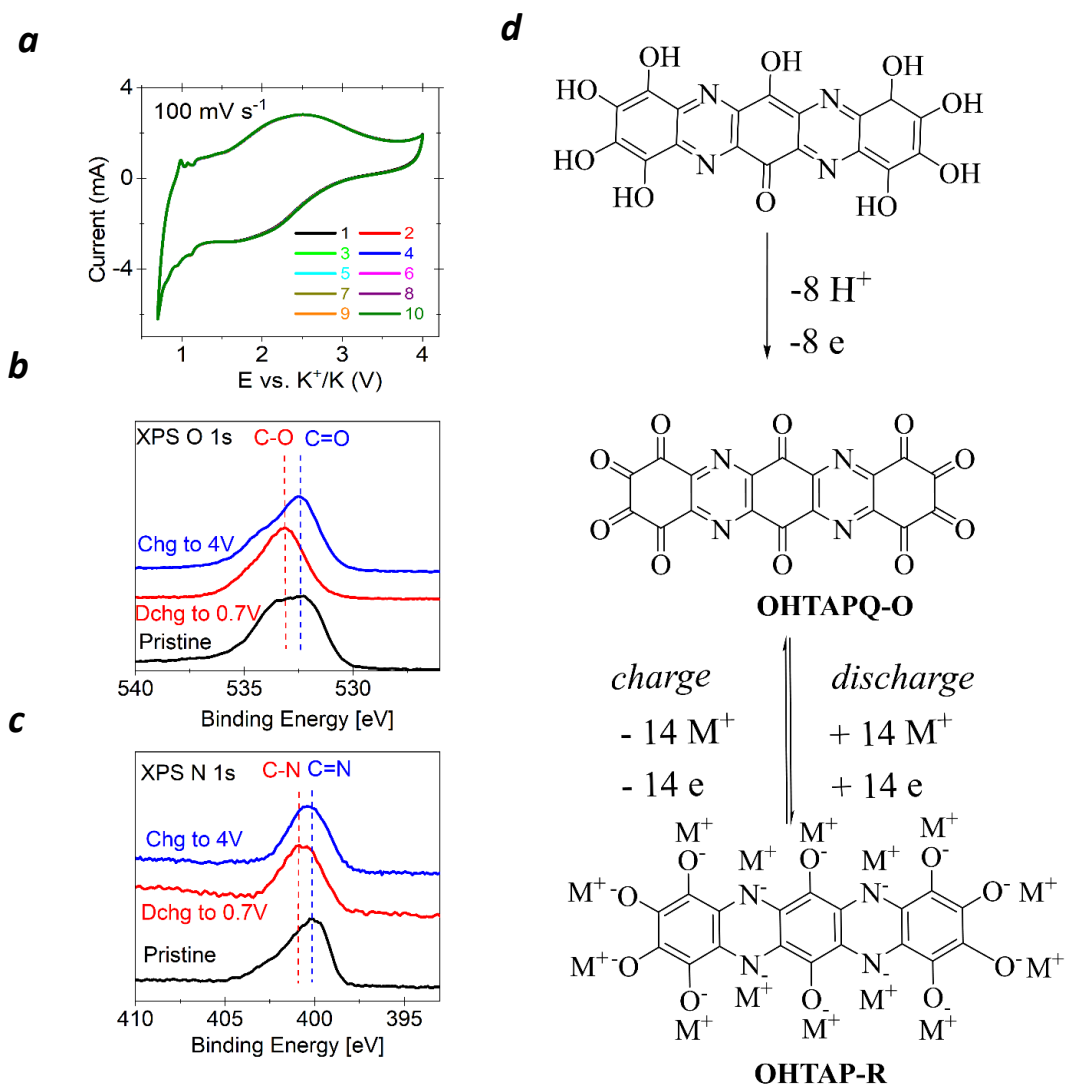 a
100 mV s⁻¹
4
0
-4
Current (mA)
1 2
3 4
5 6
7 8
9 10
1 2 3 4
E vs. K⁺/K (V)
b
XPS O 1s
C-O C=O
Chg to 4V
Dchg to 0.7V
Pristine
540 535 530
Binding Energy [eV]
c
XPS N 1s
C-N C=N
Chg to 4V
Dchg to 0.7V
Pristine
410 405 400 395
Binding Energy [eV]
d
OH OH OH
HO N N OH
HO N N OH
HO O HO
-8 H⁺
-8 e
O O O O
O N N O
O N N O
O O O O
OHTAPQ-O
charge discharge
- 14 M⁺ + 14 M⁺
- 14 e + 14 e
M⁺ M⁺ M⁺
O⁻ M⁺ O⁻ M⁺ O⁻
M⁺ ⁻O N⁻ N⁻ O⁻ M⁺
M⁺ ⁻O N⁻ N⁻ O⁻ M⁺
O⁻ M⁺ O⁻ M⁺ O⁻
M⁺ M⁺ M⁺
OHTAP-R